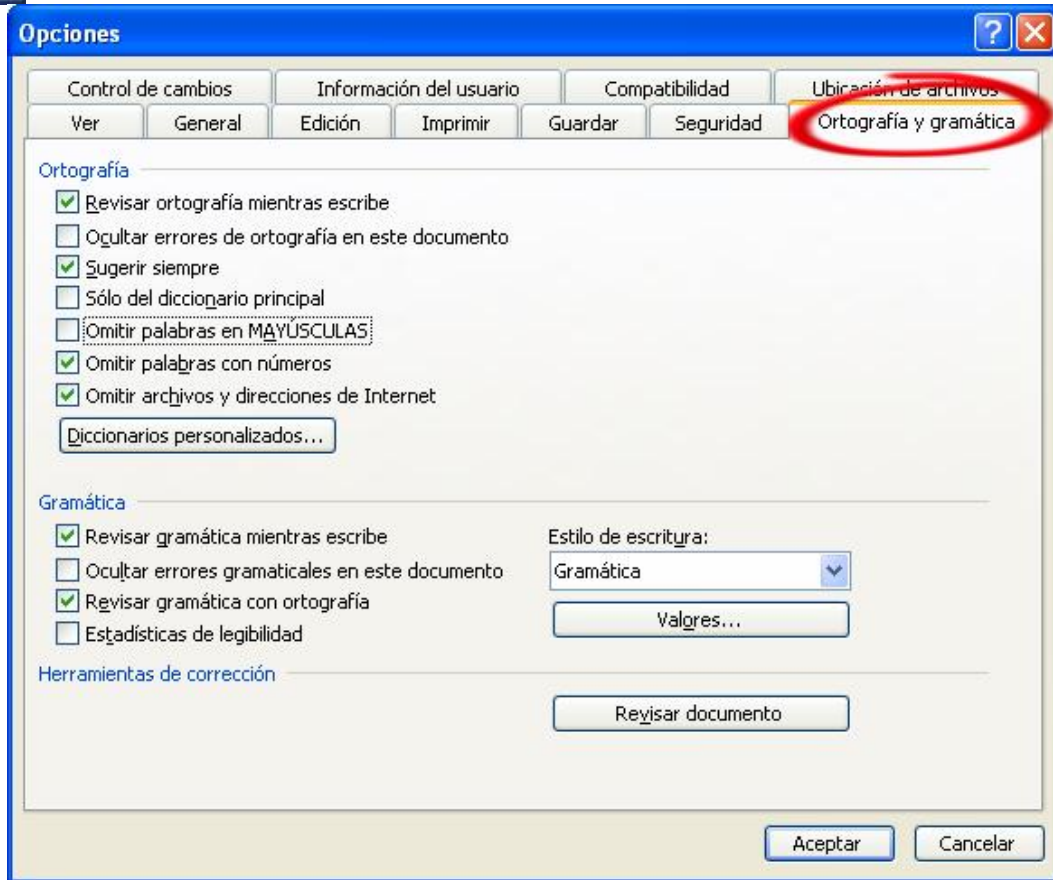 Opciones
Control de cambios Información del usuario Compatibilidad Ubicación de archivos
Ver General Edición Imprimir Guardar Seguridad Ortografía y gramática
Ortografía
Revisar ortografía mientras escribe
Ocultar errores de ortografía en este documento
Sugerir siempre
Sólo del diccionario principal
Omitir palabras en MAYÚSCULAS
Omitir palabras con números
Omitir archivos y direcciones de Internet
Diccionarios personalizados...
Gramática
Revisar gramática mientras escribe Estilo de escritura:
Ocultar errores gramaticales en este documento Gramática
Revisar gramática con ortografía Valores...
Estadísticas de legibilidad
Herramientas de corrección
Revisar documento
Aceptar Cancelar